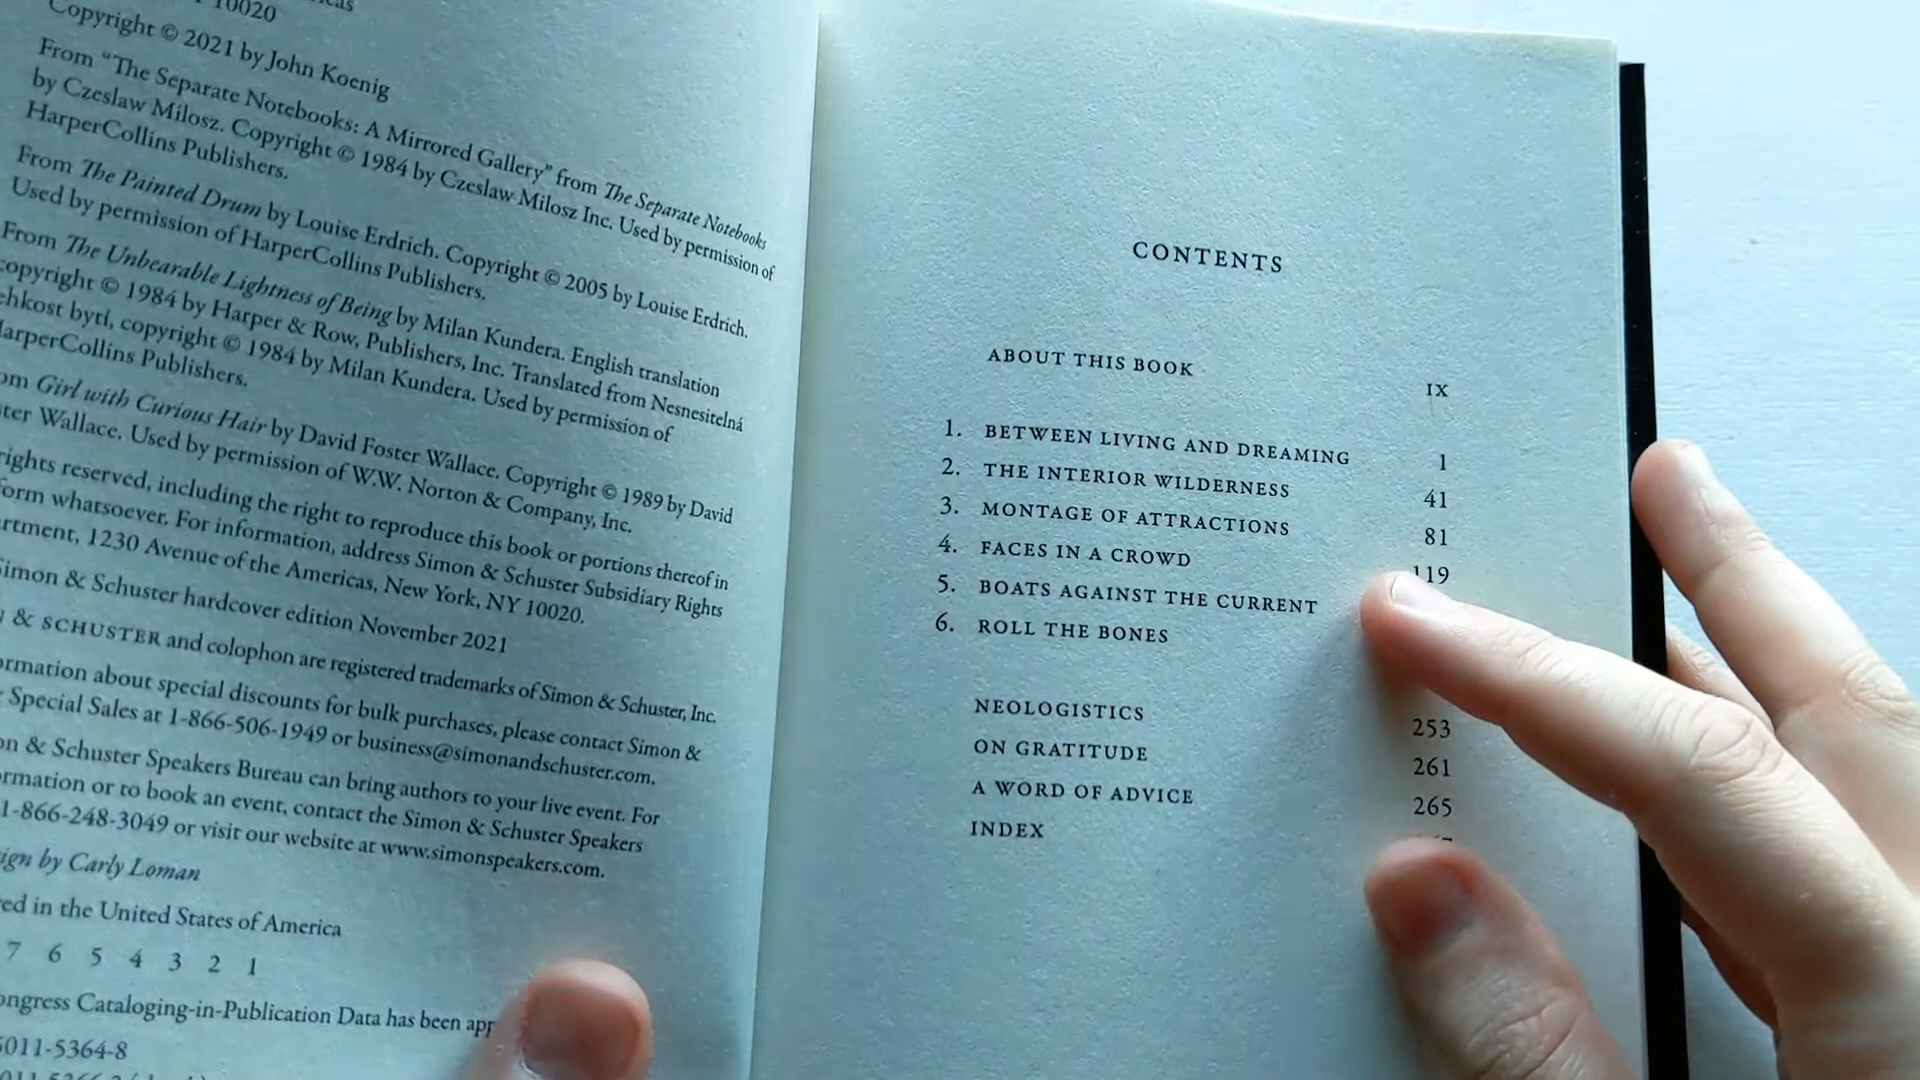 10020
Copyright © 2021 by John Koenig
From “The Separate Notebooks: A Mirrored Gallery” from The Separate Notebooks
by Czeslaw Milosz. Copyright © 1984 by Czeslaw Milosz Inc. Used by permission of
HarperCollins Publishers.
From The Painted Drum by Louise Erdrich. Copyright © 2005 by Louise Erdrich.
Used by permission of HarperCollins Publishers.
From The Unbearable Lightness of Being by Milan Kundera. English translation
copyright © 1984 by Harper & Row, Publishers, Inc. Translated from Nesnesitelná
ehkost bytí, copyright © 1984 by Milan Kundera. Used by permission of
HarperCollins Publishers.
om Girl with Curious Hair by David Foster Wallace. Copyright © 1989 by David
ster Wallace. Used by permission of W.W. Norton & Company, Inc.
rights reserved, including the right to reproduce this book or portions thereof in
form whatsoever. For information, address Simon & Schuster Subsidiary Rights
artment, 1230 Avenue of the Americas, New York, NY 10020.
Simon & Schuster hardcover edition November 2021
& SCHUSTER and colophon are registered trademarks of Simon & Schuster, Inc.
ormation about special discounts for bulk purchases, please contact Simon &
Special Sales at 1-866-506-1949 or business@simonandschuster.com.
on & Schuster Speakers Bureau can bring authors to your live event. For
ormation or to book an event, contact the Simon & Schuster Speakers
1-866-248-3049 or visit our website at www.simonspeakers.com.
ign by Carly Loman
ed in the United States of America
7 6 5 4 3 2 1
ongress Cataloging-in-Publication Data has been app
5011-5364-8
CONTENTS
ABOUT THIS BOOK IX
1. BETWEEN LIVING AND DREAMING 1
2. THE INTERIOR WILDERNESS 41
3. MONTAGE OF ATTRACTIONS 81
4. FACES IN A CROWD 119
5. BOATS AGAINST THE CURRENT
6. ROLL THE BONES
NEOLOGISTICS 253
ON GRATITUDE 261
A WORD OF ADVICE 265
INDEX